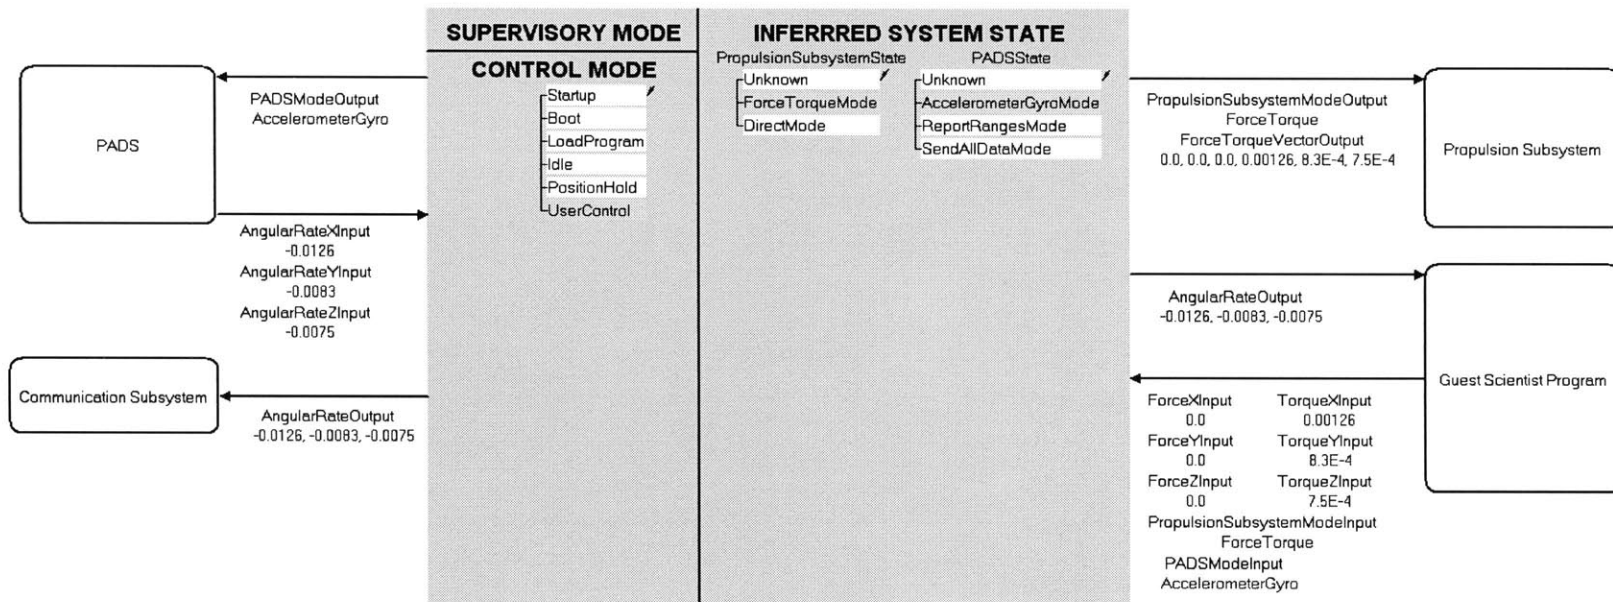 SUPERVISORY MODE
CONTROL MODE
Startup
Boot
LoadProgram
Idle
PositionHold
UserControl
INFERRRED SYSTEM STATE
PropulsionSubsystemState
Unknown
ForceTorqueMode
DirectMode
PADSState
Unknown
AccelerometerGyroMode
ReportRangesMode
SendAllDataMode
PADS
PADSModeOutput
AccelerometerGyro
AngularRateXInput
-0.0126
AngularRateYInput
-0.0083
AngularRateZInput
-0.0075
Communication Subsystem
AngularRateOutput
-0.0126, -0.0083, -0.0075
PropulsionSubsystemModeOutput
ForceTorque
ForceTorqueVectorOutput
0.0, 0.0, 0.0, 0.00126, 8.3E-4, 7.5E-4
Propulsion Subsystem
AngularRateOutput
-0.0126, -0.0083, -0.0075
Guest Scientist Program
ForceXInput TorqueXInput
0.0 0.00126
ForceYInput TorqueYInput
0.0 8.3E-4
ForceZInput TorqueZInput
0.0 7.5E-4
PropulsionSubsystemModeInput
ForceTorque
PADSModeInput
AccelerometerGyro